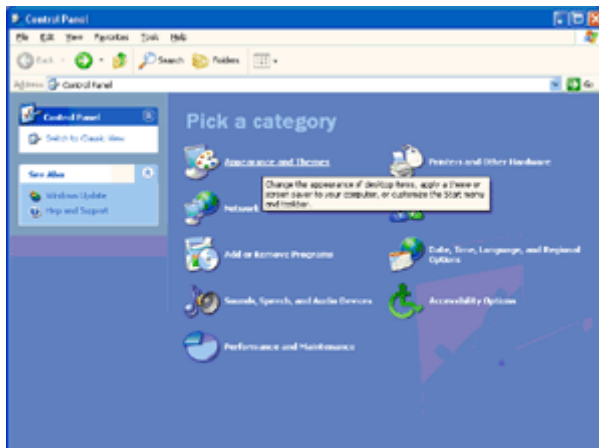 Control Panel
File Edit View Favorites Tools Help
Back Search Folders
Address Control Panel Go
Control Panel
Switch to Classic View
See Also
Windows Update
Help and Support
Pick a category
Appearance and Themes
Printers and Other Hardware
Change the appearance of desktop items, apply a theme or
screen saver to your computer, or customize the Start menu
and taskbar.
Network
Add or Remove Programs
Date, Time, Language, and Regional
Options
Sounds, Speech, and Audio Devices
Accessibility Options
Performance and Maintenance